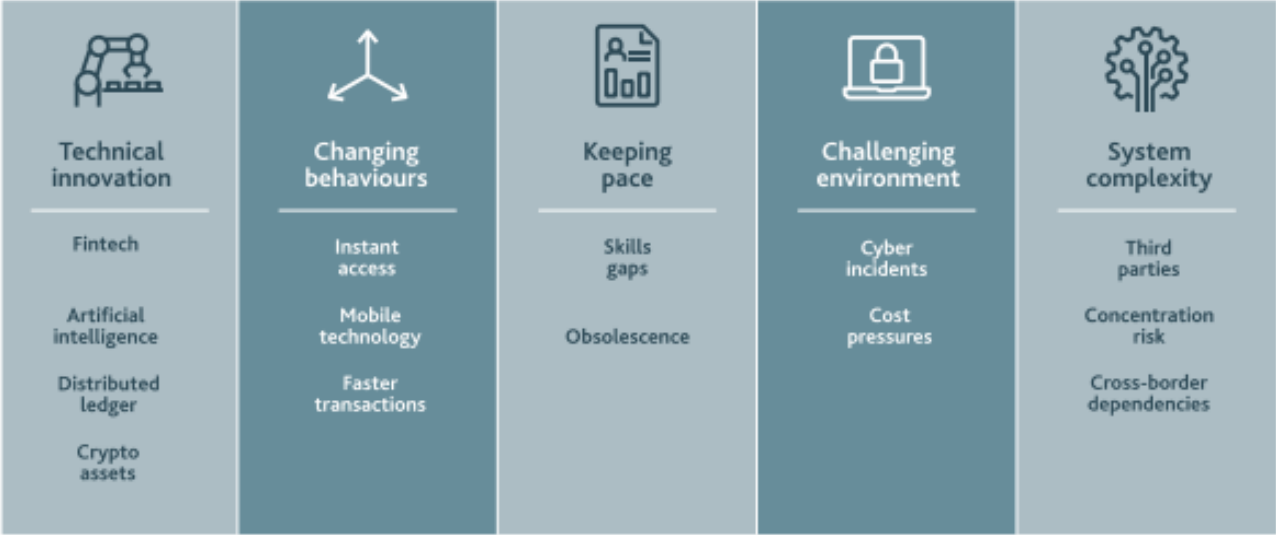 Technical
innovation
Fintech
Artificial
intelligence
Distributed
ledger
Crypto
assets
Changing
behaviours
Instant
access
Mobile
technology
Faster
transactions
Keeping
pace
Skills
gaps
Obsolescence
Challenging
environment
Cyber
incidents
Cost
pressures
System
complexity
Third
parties
Concentration
risk
Cross-border
dependencies